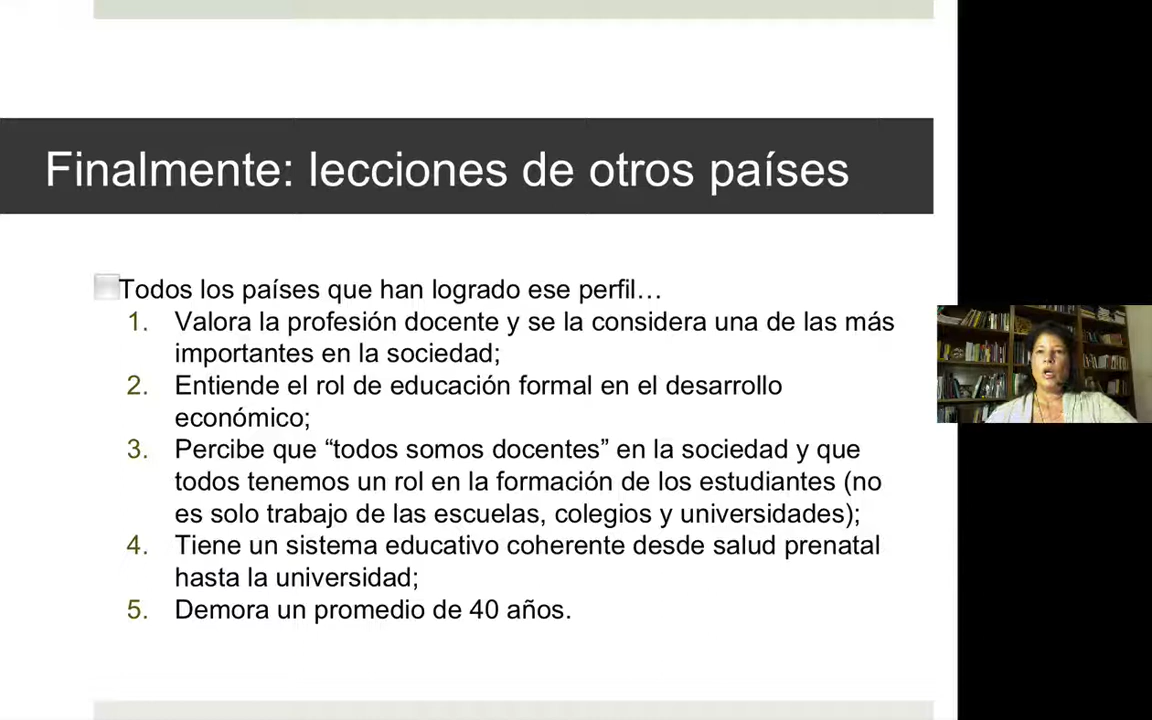 Finalmente: lecciones de otros países
Todos los países que han logrado ese perfil…
1. Valora la profesión docente y se la considera una de las más
importantes en la sociedad;
2. Entiende el rol de educación formal en el desarrollo
económico;
3. Percibe que “todos somos docentes” en la sociedad y que
todos tenemos un rol en la formación de los estudiantes (no
es solo trabajo de las escuelas, colegios y universidades);
4. Tiene un sistema educativo coherente desde salud prenatal
hasta la universidad;
5. Demora un promedio de 40 años.